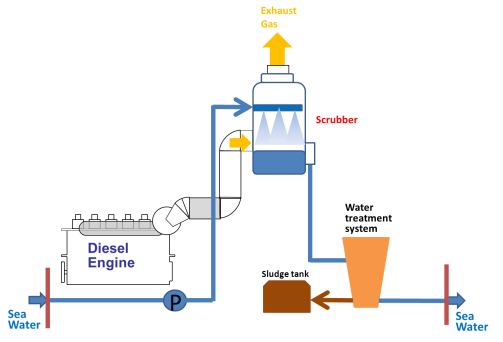 Exhaust
Gas
Scrubber
Water
treatment
system
Diesel
Engine
Sludge tank
P
Sea
Water
Sea
Water